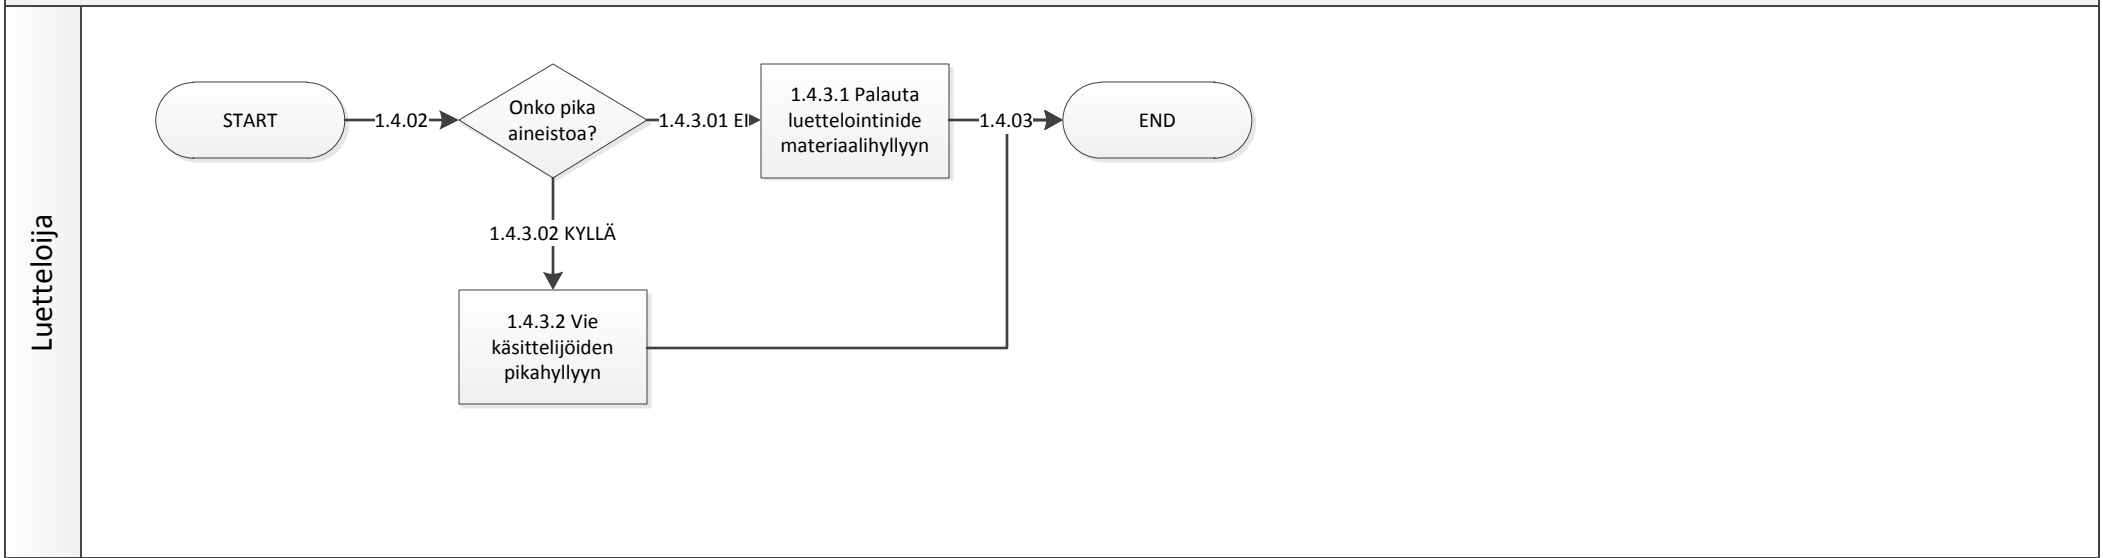 Luetteloija
START
1.4.02
Onko pika
aineistoa?
1.4.3.01 EI
1.4.3.1 Palauta
luettelointinide
materiaalihyllyyn
1.4.03
END
1.4.3.02 KYLLÄ
1.4.3.2 Vie
käsittelijöiden
pikahyllyyn